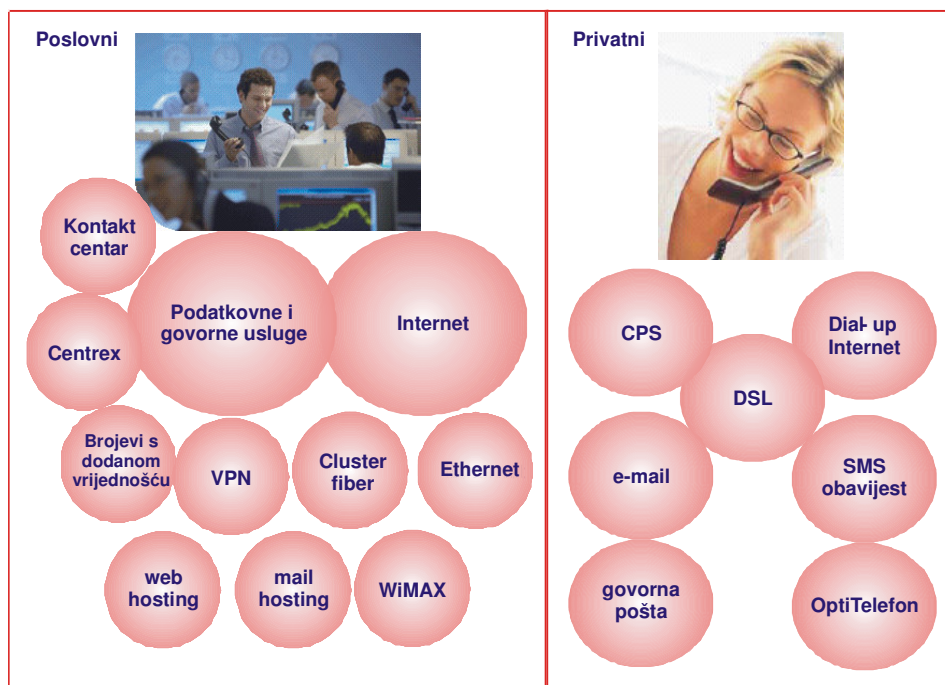 Poslovni
Kontakt
centar
Podatkovne i
govorne usluge
Internet
Centrex
Brojevi s
dodanom
vrijednošću
VPN
Cluster
fiber
Ethernet
web
hosting
mail
hosting
WiMAX
Privatni
CPS
Dial- up
Internet
DSL
e-mail
SMS
obavijest
govorna
pošta
OptiTelefon